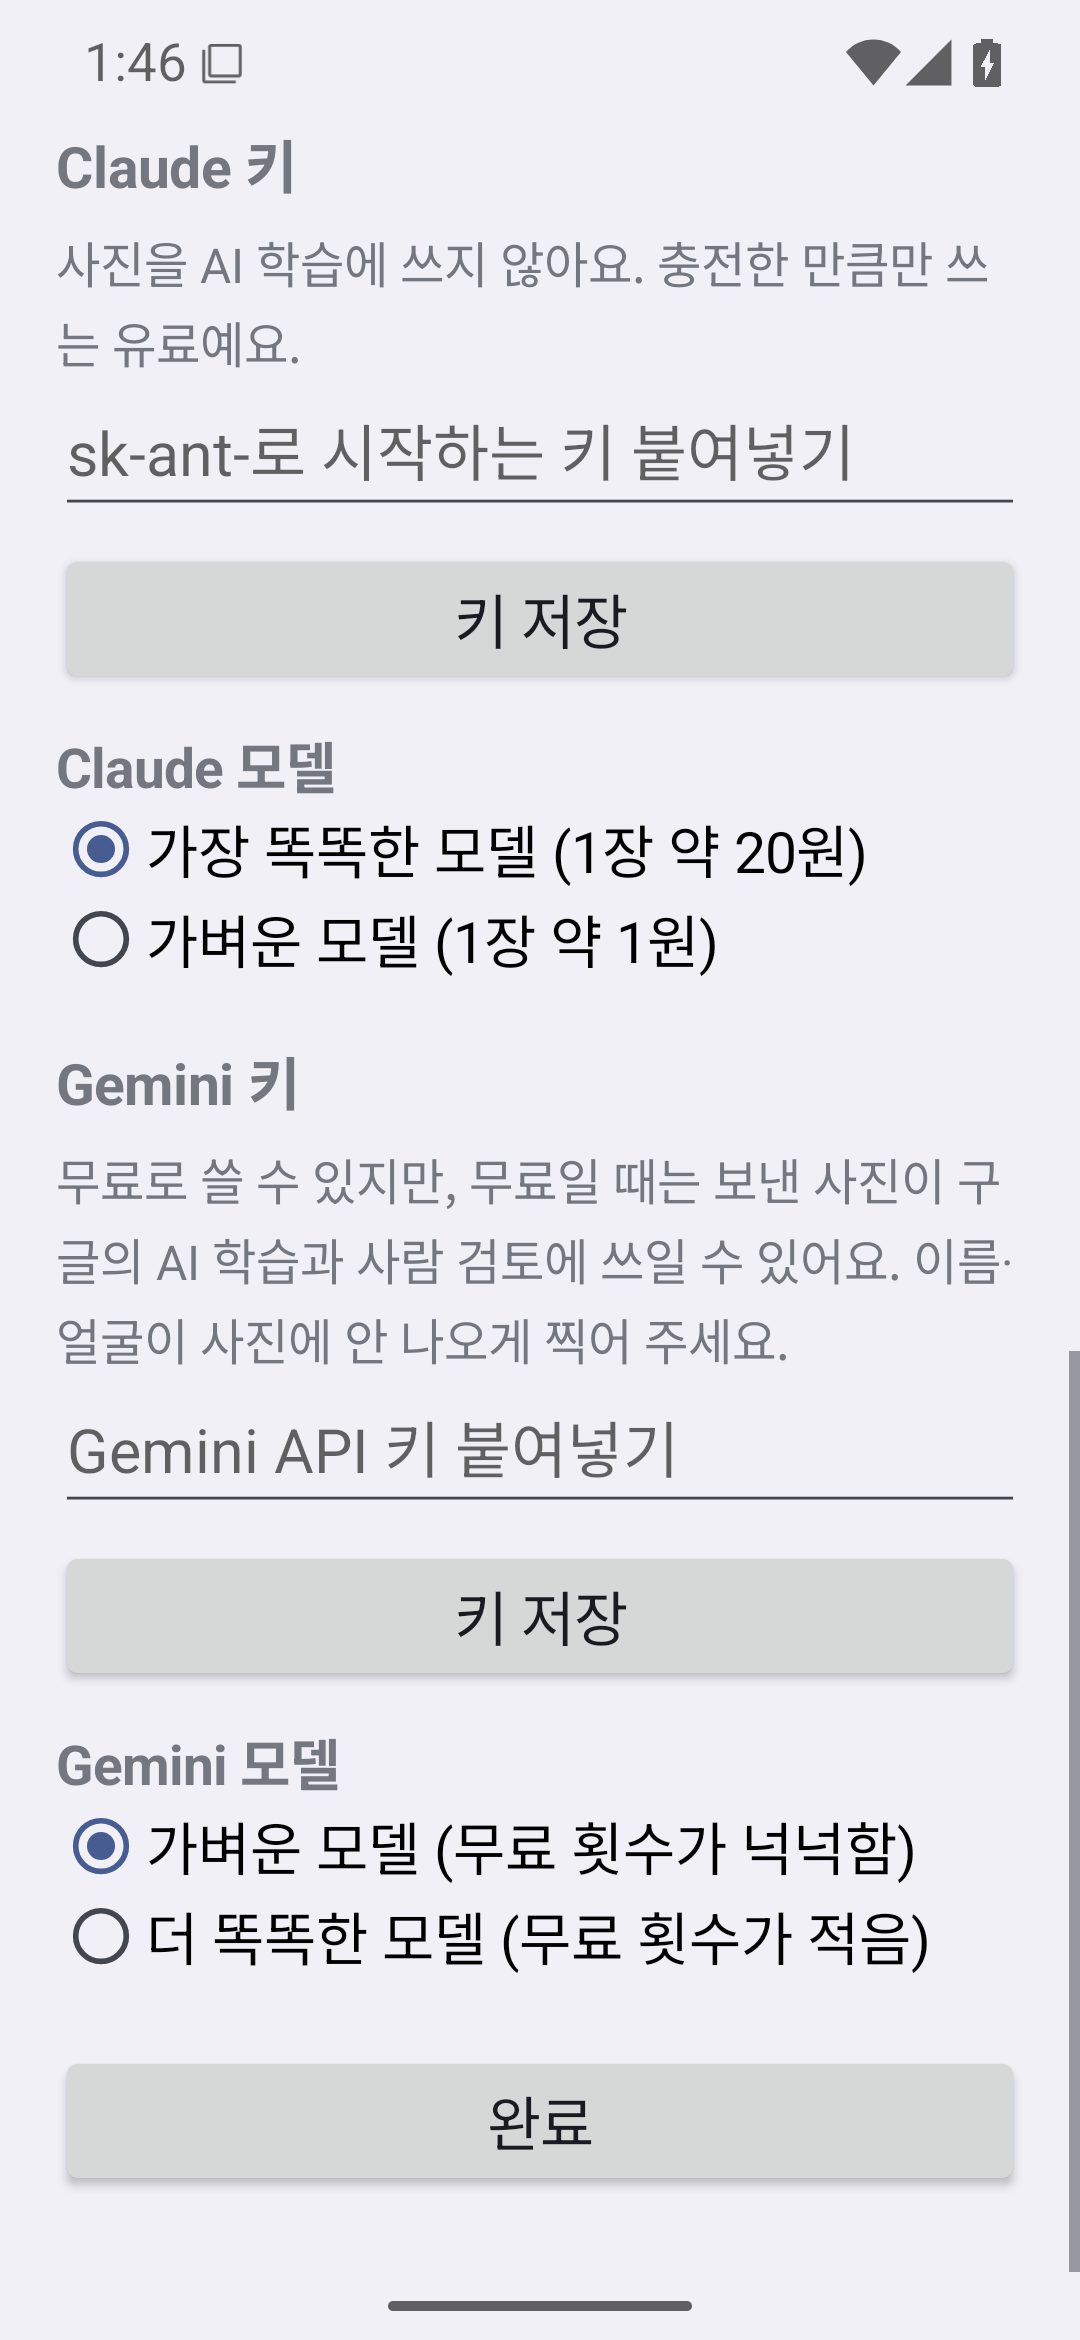 1:46
Claude 키
사진을 AI 학습에 쓰지 않아요. 충전한 만큼만 쓰
는 유료예요.
sk-ant-로 시작하는 키 붙여넣기
키 저장
Claude 모델
가장 똑똑한 모델 (1장 약 20원)
가벼운 모델 (1장 약 1원)
Gemini 키
무료로 쓸 수 있지만, 무료일 때는 보낸 사진이 구
글의 AI 학습과 사람 검토에 쓰일 수 있어요. 이름·
얼굴이 사진에 안 나오게 찍어 주세요.
Gemini API 키 붙여넣기
키 저장
Gemini 모델
가벼운 모델 (무료 횟수가 넉넉함)
더 똑똑한 모델 (무료 횟수가 적음)
완료